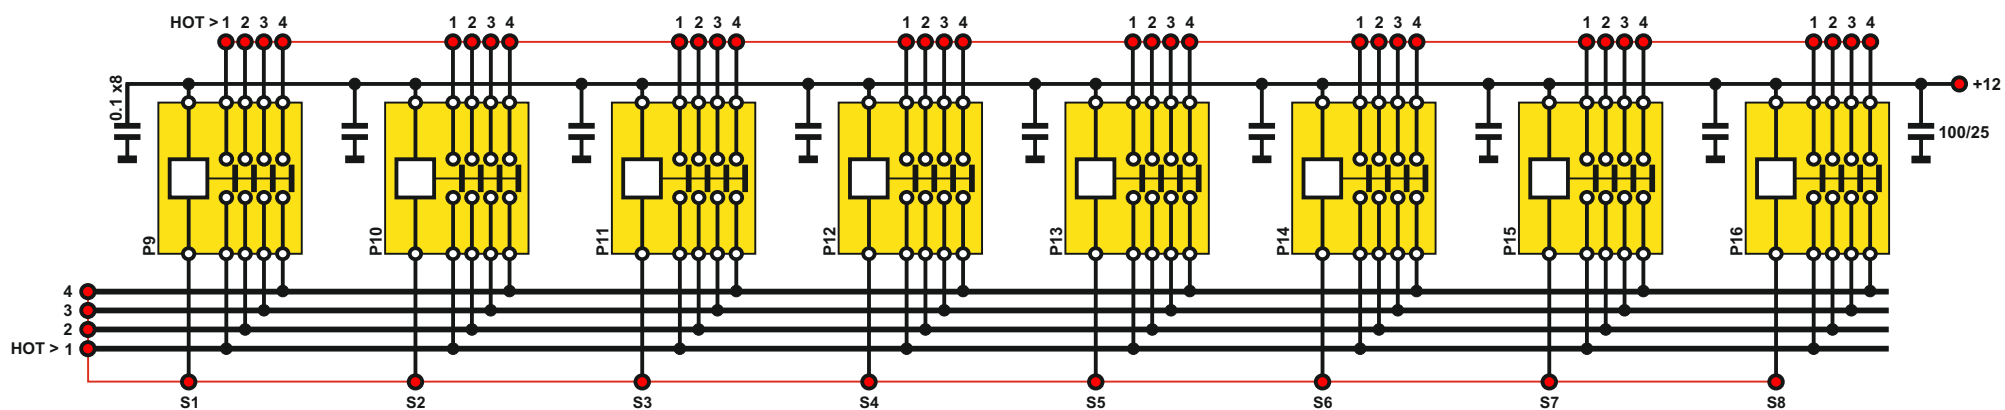 HOT > 1 2 3 4 1 2 3 4 1 2 3 4 1 2 3 4 1 2 3 4 1 2 3 4 1 2 3 4 1 2 3 4
+12
0.1 x8
100/25
P9 P10 P11 P12 P13 P14 P15 P16
4
3
2
HOT > 1
S1 S2 S3 S4 S5 S6 S7 S8